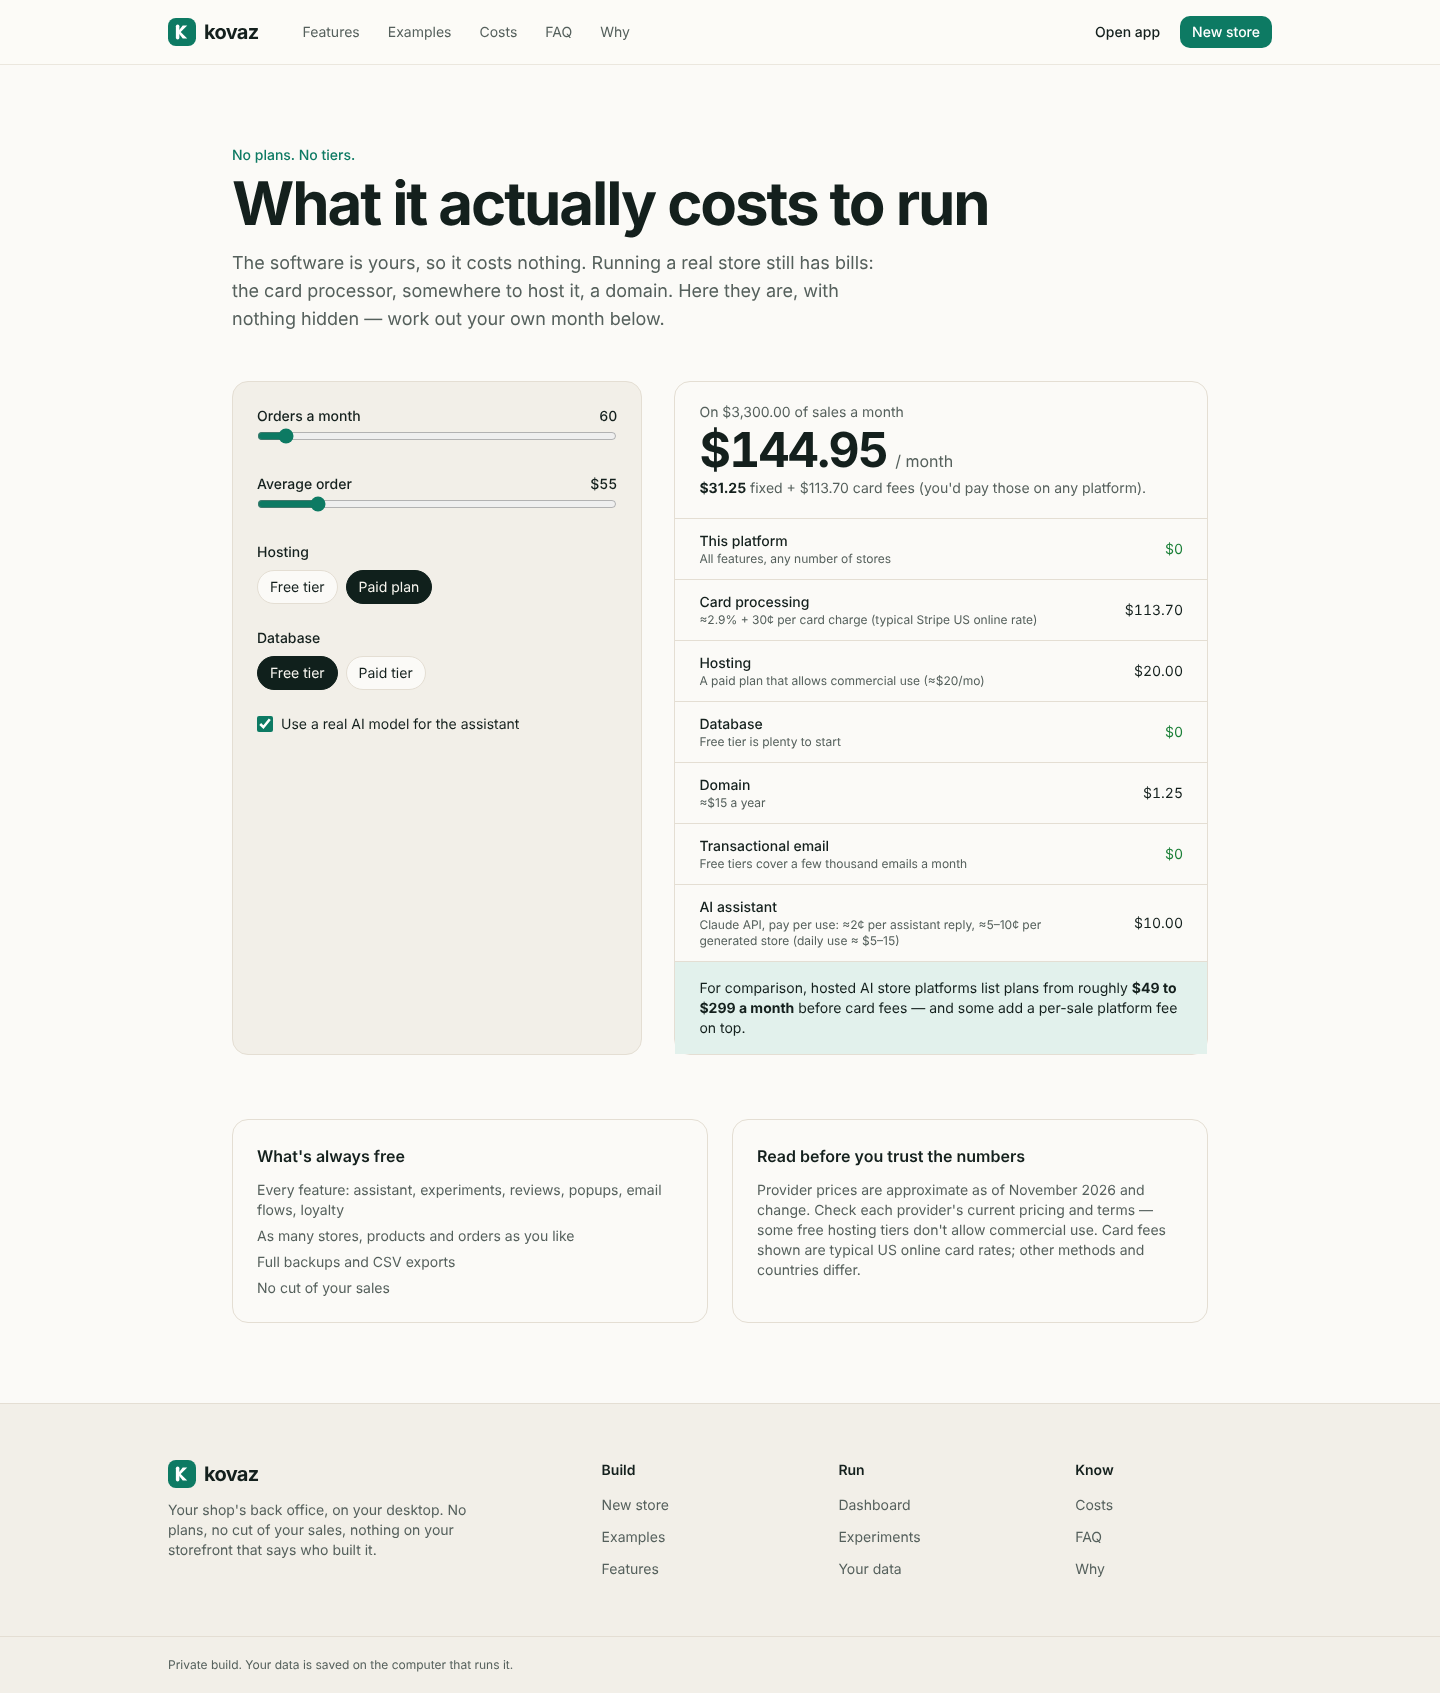 kovaz
Features
Examples
Costs
FAQ
Why
Open app
New store
No plans. No tiers.
What it actually costs to run
The software is yours, so it costs nothing. Running a real store still has bills:
the card processor, somewhere to host it, a domain. Here they are, with
nothing hidden — work out your own month below.
Orders a month 60
Average order $55
Hosting
Free tier
Paid plan
Database
Free tier
Paid tier
Use a real AI model for the assistant
On $3,300.00 of sales a month
$144.95 / month
$31.25 fixed + $113.70 card fees (you'd pay those on any platform).
This platform
All features, any number of stores
$0
Card processing
≈2.9% + 30¢ per card charge (typical Stripe US online rate)
$113.70
Hosting
A paid plan that allows commercial use (≈$20/mo)
$20.00
Database
Free tier is plenty to start
$0
Domain
≈$15 a year
$1.25
Transactional email
Free tiers cover a few thousand emails a month
$0
AI assistant
Claude API, pay per use: ≈2¢ per assistant reply, ≈5–10¢ per
generated store (daily use ≈ $5–15)
$10.00
For comparison, hosted AI store platforms list plans from roughly $49 to
$299 a month before card fees — and some add a per-sale platform fee
on top.
What's always free
Every feature: assistant, experiments, reviews, popups, email
flows, loyalty
As many stores, products and orders as you like
Full backups and CSV exports
No cut of your sales
Read before you trust the numbers
Provider prices are approximate as of November 2026 and
change. Check each provider's current pricing and terms —
some free hosting tiers don't allow commercial use. Card fees
shown are typical US online card rates; other methods and
countries differ.
kovaz
Your shop's back office, on your desktop. No
plans, no cut of your sales, nothing on your
storefront that says who built it.
Build
New store
Examples
Features
Run
Dashboard
Experiments
Your data
Know
Costs
FAQ
Why
Private build. Your data is saved on the computer that runs it.